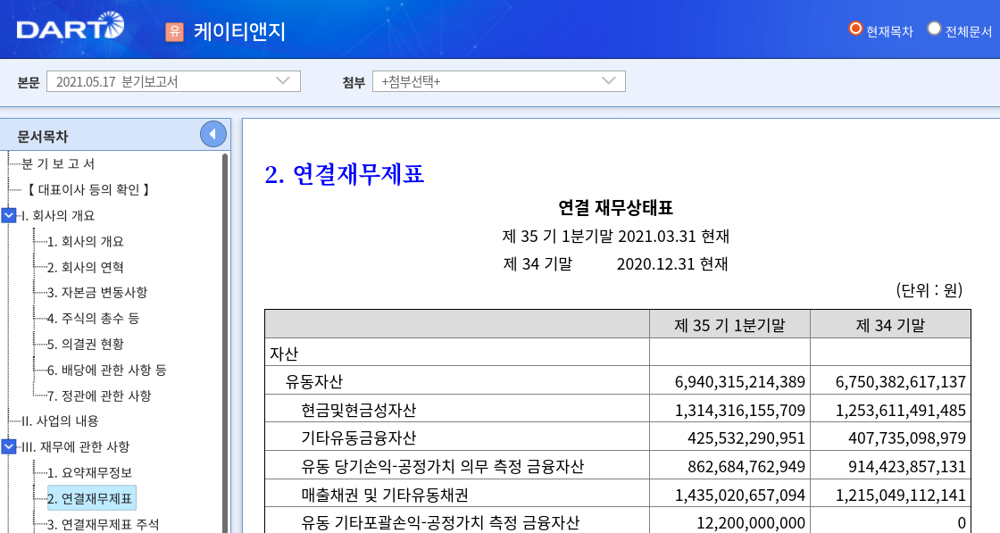 DART 유 케이티앤지 현재목차 전체문서
본문 2021.05.17 분기보고서 첨부 +첨부선택+
문서목차
분 기 보 고 서
【 대표이사 등의 확인 】
I. 회사의 개요
1. 회사의 개요
2. 회사의 연혁
3. 자본금 변동사항
4. 주식의 총수 등
5. 의결권 현황
6. 배당에 관한 사항 등
7. 정관에 관한 사항
II. 사업의 내용
III. 재무에 관한 사항
1. 요약재무정보
2. 연결재무제표
3. 연결재무제표 주석
2. 연결재무제표
연결 재무상태표
제 35 기 1분기말 2021.03.31 현재
제 34 기말 2020.12.31 현재
(단위 : 원)
제 35 기 1분기말 제 34 기말
자산
유동자산 6,940,315,214,389 6,750,382,617,137
현금및현금성자산 1,314,316,155,709 1,253,611,491,485
기타유동금융자산 425,532,290,951 407,735,098,979
유동 당기손익-공정가치 의무 측정 금융자산 862,684,762,949 914,423,857,131
매출채권 및 기타유동채권 1,435,020,657,094 1,215,049,112,141
유동 기타포괄손익-공정가치 측정 금융자산 12,200,000,000 0